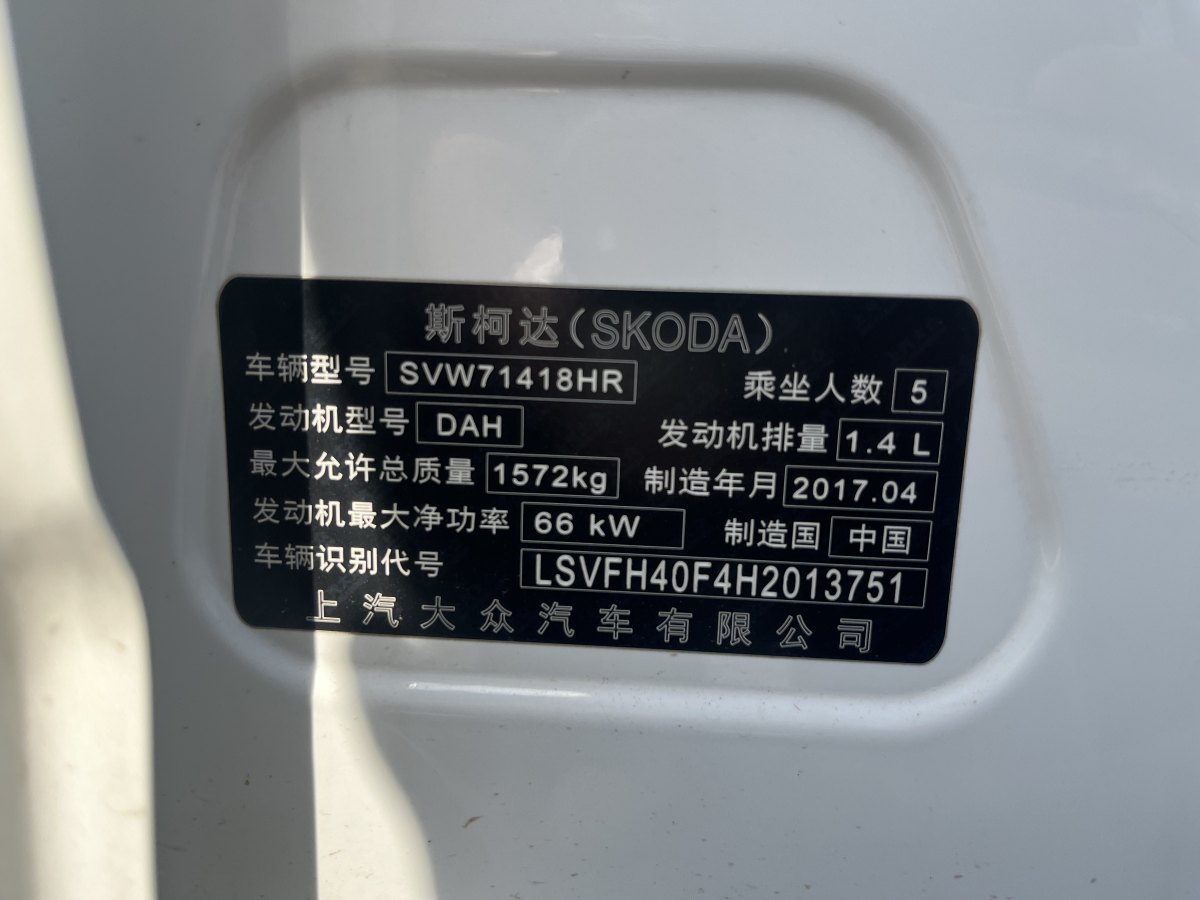 斯柯达(SKODA)
车辆型号 SVW71418HR 乘坐人数 5
发动机型号 DAH 发动机排量 1.4 L
最大允许总质量 1572kg 制造年月 2017.04
发动机最大净功率 66 kW 制造国 中国
车辆识别代号 LSVFH40F4H2013751
上汽大众汽车有限公司